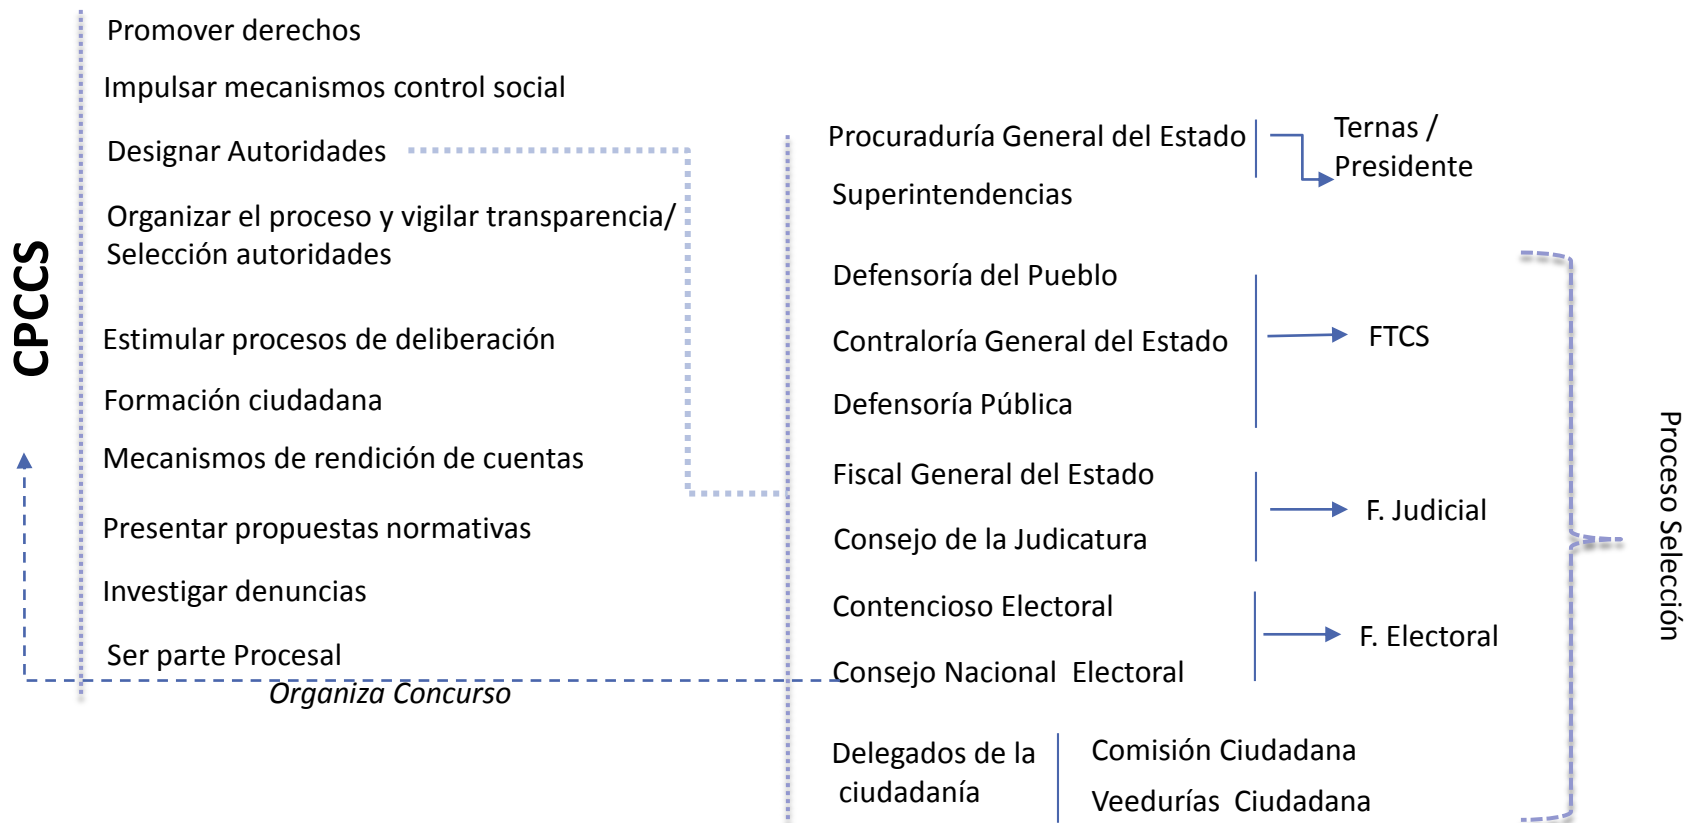 CPCCS
Promover derechos
Impulsar mecanismos control social
Designar Autoridades
Organizar el proceso y vigilar transparencia/
Selección autoridades
Estimular procesos de deliberación
Formación ciudadana
Mecanismos de rendición de cuentas
Presentar propuestas normativas
Investigar denuncias
Ser parte Procesal
Organiza Concurso
Procuraduría General del Estado
Superintendencias
Ternas /
Presidente
Defensoría del Pueblo
Contraloría General del Estado
Defensoría Pública
FTCS
Fiscal General del Estado
Consejo de la Judicatura
F. Judicial
Contencioso Electoral
Consejo Nacional  Electoral
F. Electoral
Delegados de la
ciudadanía
Comisión Ciudadana
Veedurías  Ciudadana
Proceso Selección